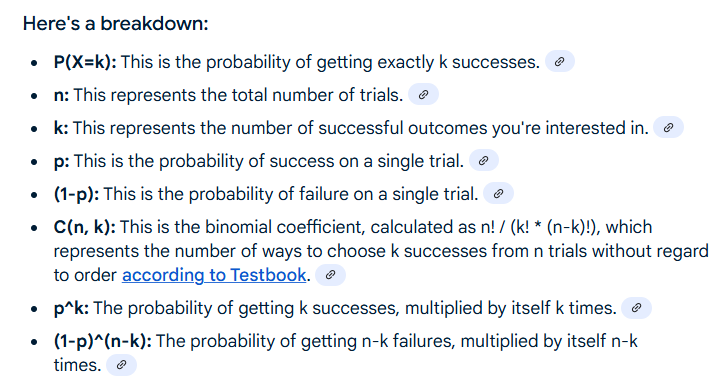 Here's a breakdown:
P(X=k): This is the probability of getting exactly k successes.
n: This represents the total number of trials.
k: This represents the number of successful outcomes you're interested in.
p: This is the probability of success on a single trial.
(1-p): This is the probability of failure on a single trial.
C(n, k): This is the binomial coefficient, calculated as n! / (k! * (n-k)!), which
represents the number of ways to choose k successes from n trials without regard
to order according to Testbook.
p^k: The probability of getting k successes, multiplied by itself k times.
(1-p)^(n-k): The probability of getting n-k failures, multiplied by itself n-k
times.